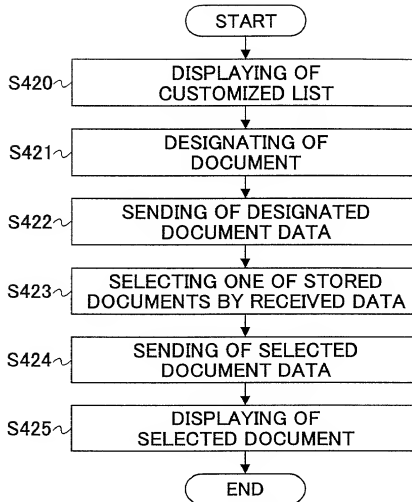 START
S420
DISPLAYING OF
CUSTOMIZED LIST
S421
DESIGNATING OF
DOCUMENT
S422
SENDING OF DESIGNATED
DOCUMENT DATA
S423
SELECTING ONE OF STORED
DOCUMENTS BY RECEIVED DATA
S424
SENDING OF SELECTED
DOCUMENT DATA
S425
DISPLAYING OF
SELECTED DOCUMENT
END